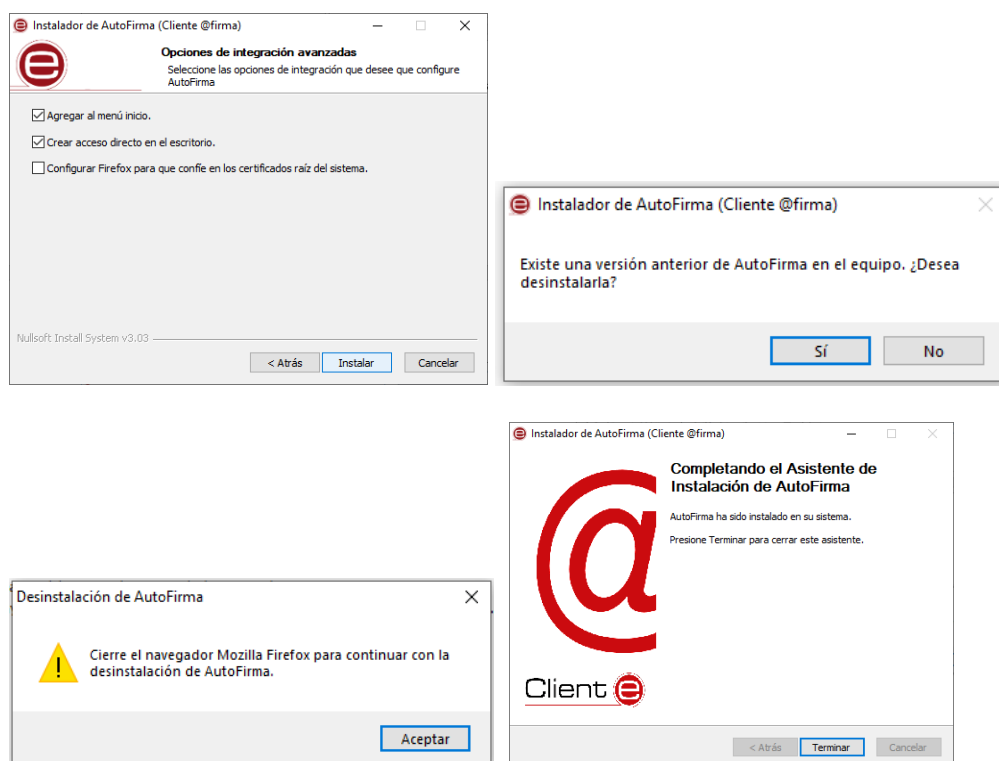 Instalador de AutoFirma (Cliente @firma)
Opciones de integración avanzadas
Seleccione las opciones de integración que desee que configure
AutoFirma
Agregar al menú inicio.
Crear acceso directo en el escritorio.
Configurar Firefox para que confíe en los certificados raíz del sistema.
Nullsoft Install System v3.03
< Atrás
Instalar
Cancelar
Instalador de AutoFirma (Cliente @firma)
Existe una versión anterior de AutoFirma en el equipo. ¿Desea
desinstalarla?
Sí
No
Desinstalación de AutoFirma
Cierre el navegador Mozilla Firefox para continuar con la
desinstalación de AutoFirma.
Aceptar
Instalador de AutoFirma (Cliente @firma)
Completando el Asistente de
Instalación de AutoFirma
AutoFirma ha sido instalado en su sistema.
Presione Terminar para cerrar este asistente.
@
Cliente
< Atrás
Terminar
Cancelar